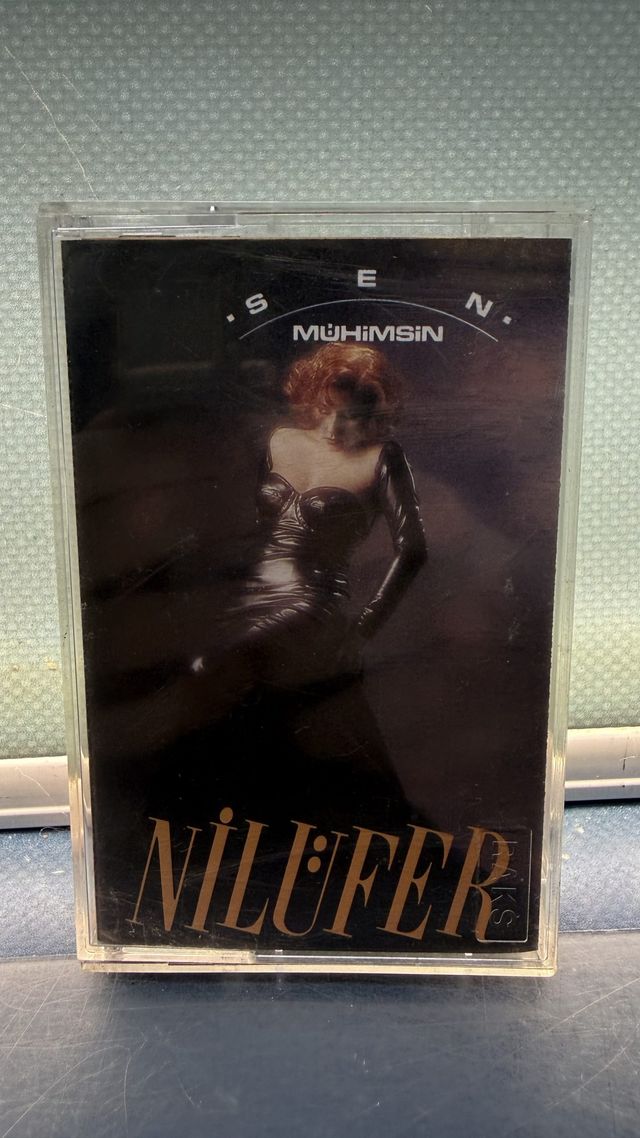 · S E N ·
MÜHİMSİN
NİLÜFER
RAKS